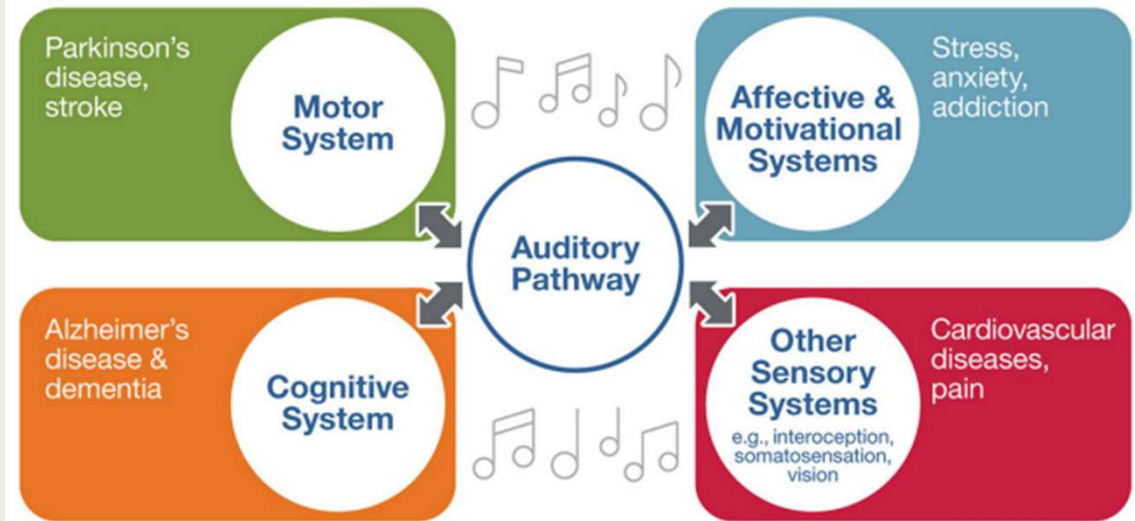 Parkinson's
disease,
stroke
Motor
System
Affective &
Motivational
Systems
Stress,
anxiety,
addiction
Auditory
Pathway
Alzheimer's
disease &
dementia
Cognitive
System
Other
Sensory
Systems
e.g., interoception,
somatosensation,
vision
Cardiovascular
diseases,
pain